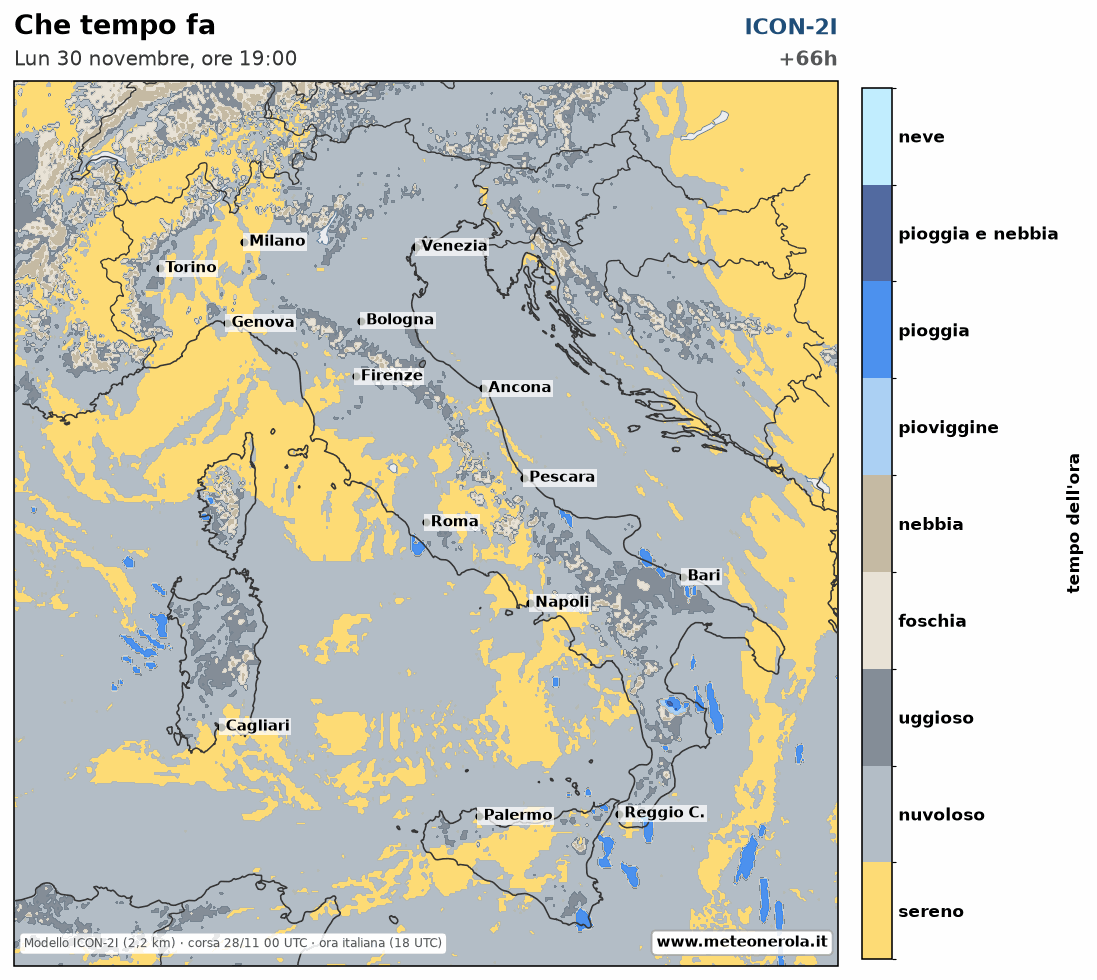 Che tempo fa
ICON-2I
Lun 30 novembre, ore 19:00
+66h
neve
pioggia e nebbia
pioggia
pioviggine
nebbia
foschia
uggioso
nuvoloso
sereno
tempo dell'ora
Milano
Venezia
Torino
Genova
Bologna
Firenze
Ancona
Pescara
Roma
Bari
Napoli
Cagliari
Palermo
Reggio C.
Modello ICON-2I (2,2 km) · corsa 28/11 00 UTC · ora italiana (18 UTC)
www.meteonerola.it